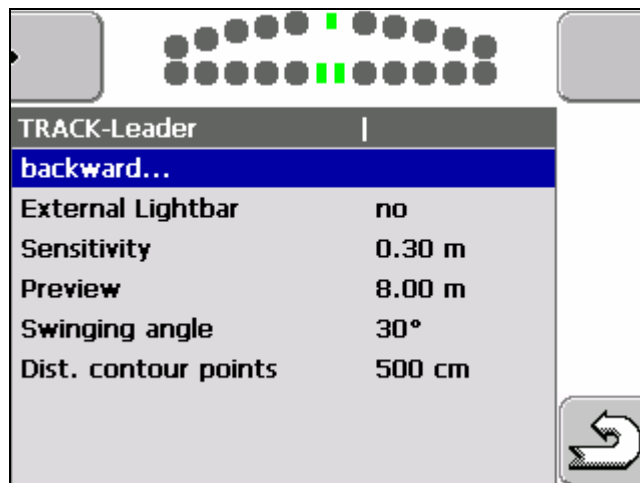 TRACK-Leader
backward...
External Lightbar no
Sensitivity 0.30 m
Preview 8.00 m
Swinging angle 30°
Dist. contour points 500 cm